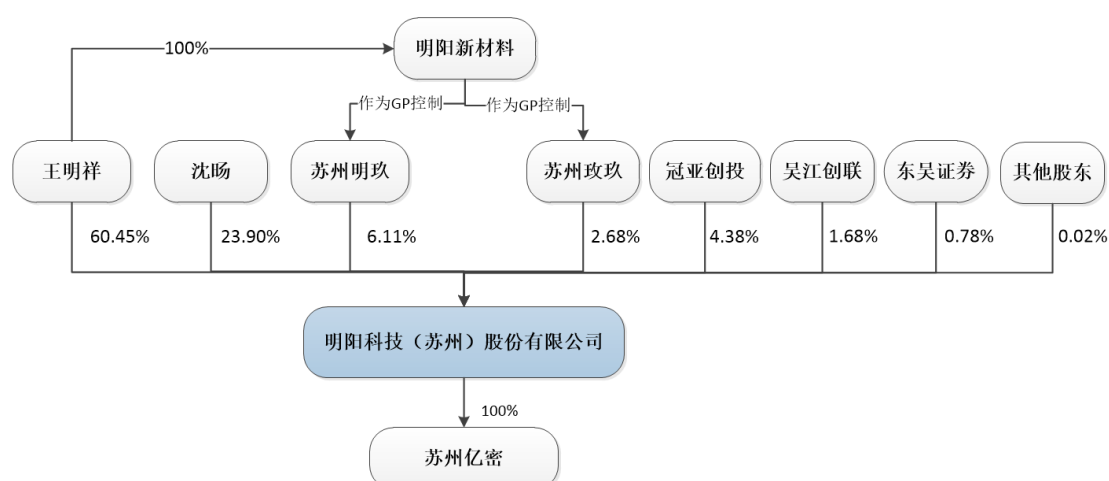 明阳新材料
100%
作为GP控制
作为GP控制
王明祥
沈旸
苏州明玖
苏州玫玖
冠亚创投
吴江创联
东吴证券
其他股东
60.45%
23.90%
6.11%
2.68%
4.38%
1.68%
0.78%
0.02%
明阳科技（苏州）股份有限公司
100%
苏州亿密